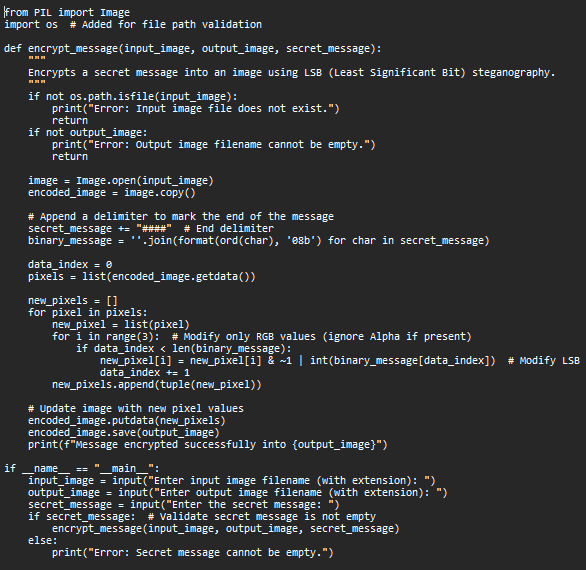 from PIL import Image
import os  # Added for file path validation

def encrypt_message(input_image, output_image, secret_message):
    """
    Encrypts a secret message into an image using LSB (Least Significant Bit) steganography.
    """
    if not os.path.isfile(input_image):
        print("Error: Input image file does not exist.")
        return
    if not output_image:
        print("Error: Output image filename cannot be empty.")
        return

    image = Image.open(input_image)
    encoded_image = image.copy()

    # Append a delimiter to mark the end of the message
    secret_message += "####"  # End delimiter
    binary_message = ''.join(format(ord(char), '08b') for char in secret_message)

    data_index = 0
    pixels = list(encoded_image.getdata())

    new_pixels = []
    for pixel in pixels:
        new_pixel = list(pixel)
        for i in range(3):  # Modify only RGB values (ignore Alpha if present)
            if data_index < len(binary_message):
                new_pixel[i] = new_pixel[i] & ~1 | int(binary_message[data_index])  # Modify LSB
                data_index += 1
        new_pixels.append(tuple(new_pixel))

    # Update image with new pixel values
    encoded_image.putdata(new_pixels)
    encoded_image.save(output_image)
    print(f"Message encrypted successfully into {output_image}")

if __name__ == "__main__":
    input_image = input("Enter input image filename (with extension): ")
    output_image = input("Enter output image filename (with extension): ")
    secret_message = input("Enter the secret message: ")
    if secret_message:  # Validate secret message is not empty
        encrypt_message(input_image, output_image, secret_message)
    else:
        print("Error: Secret message cannot be empty.")